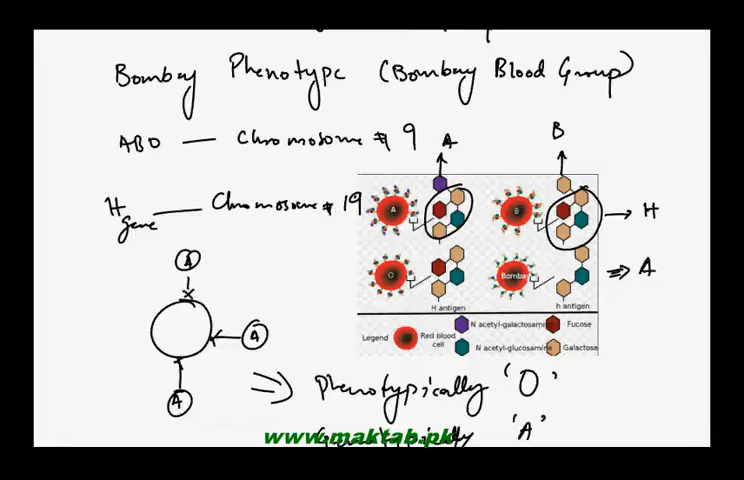 Bombay Phenotype (Bombay Blood Group)
ABO — Chromosome # 9
A
B
H gene — Chromosome # 19
A
B
H
O
Bombay
A
H antigen
h antigen
Legend
Red blood cell
N acetyl-galactosamine
Fucose
N acetyl-glucosamine
Galactose
A
A
A
⇒ Phenotypically 'O'
Genotypically 'A'
www.maktab.pk